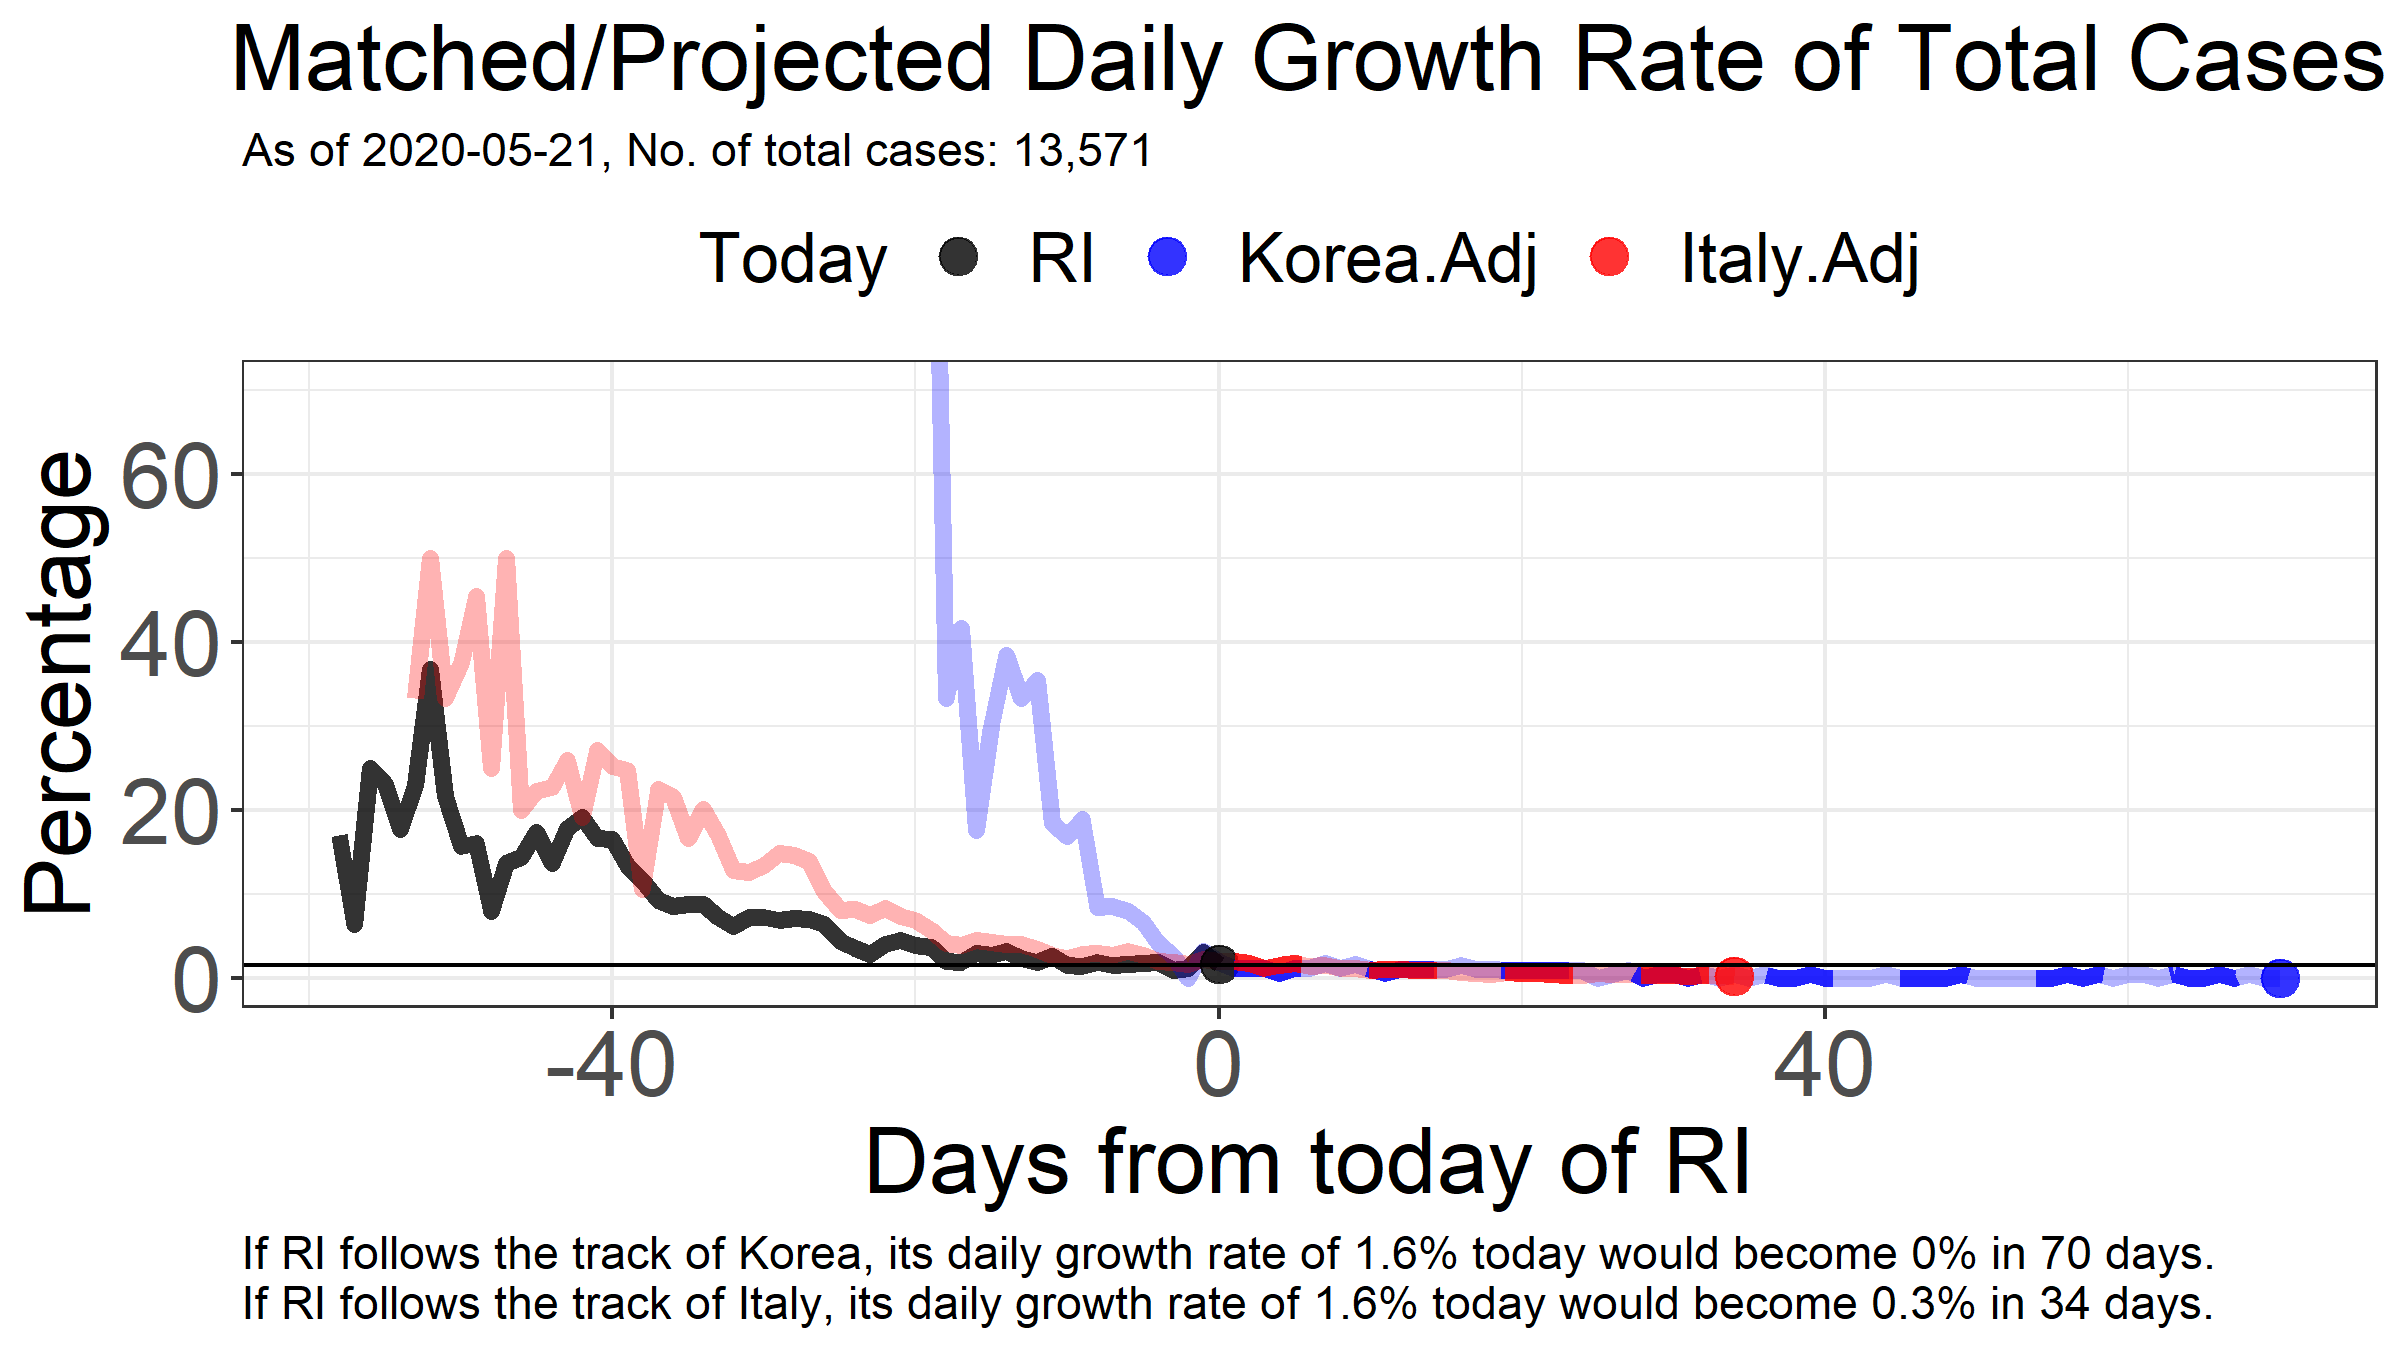 Matched/Projected Daily Growth Rate of Total Cases
As of 2020-05-21, No. of total cases: 13,571
Today RI Korea.Adj Italy.Adj
Percentage
60
40
20
0
-40 0 40
Days from today of RI
If RI follows the track of Korea, its daily growth rate of 1.6% today would become 0% in 70 days.
If RI follows the track of Italy, its daily growth rate of 1.6% today would become 0.3% in 34 days.